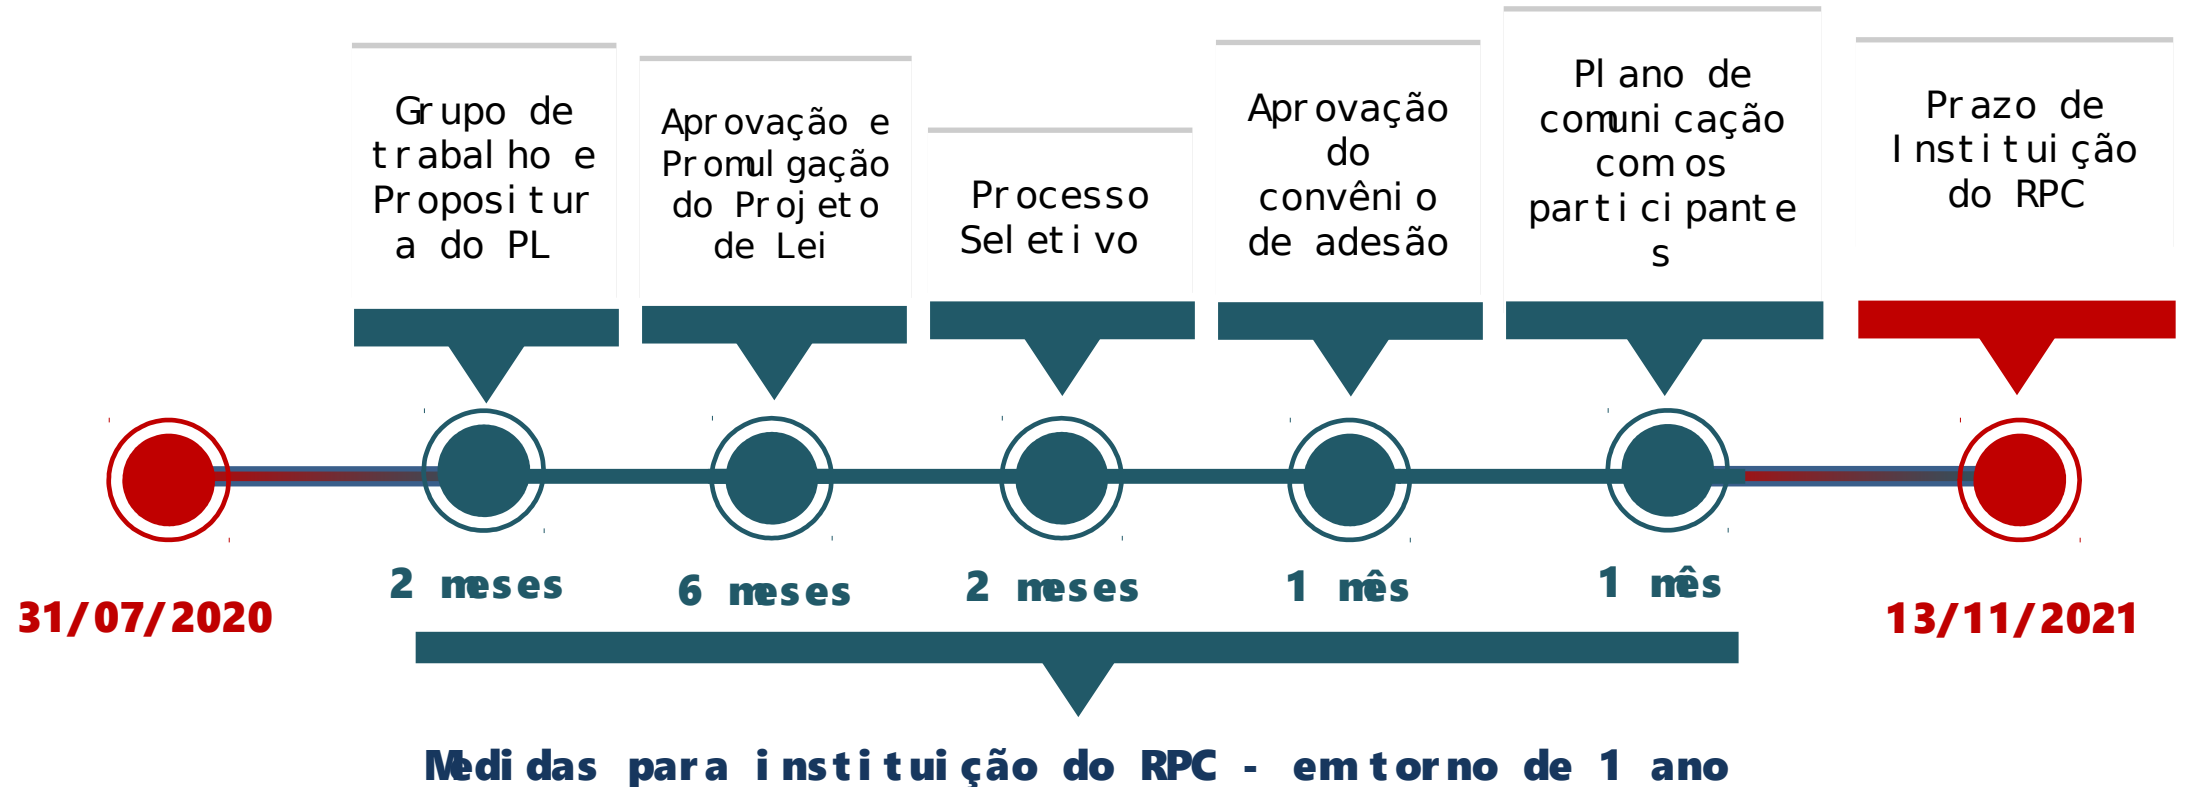 Grupo de
trabalho e
Propositur
a do PL
Aprovação e
Promulgação
do Projeto
de Lei
Processo
Seletivo
Aprovação
do
convênio
de adesão
Plano de
comunicação
com os
participante
s
Prazo de
Instituição
do RPC
31/07/2020
2 meses
6 meses
2 meses
1 mês
1 mês
13/11/2021
Medidas para instituição do RPC - em torno de 1 ano